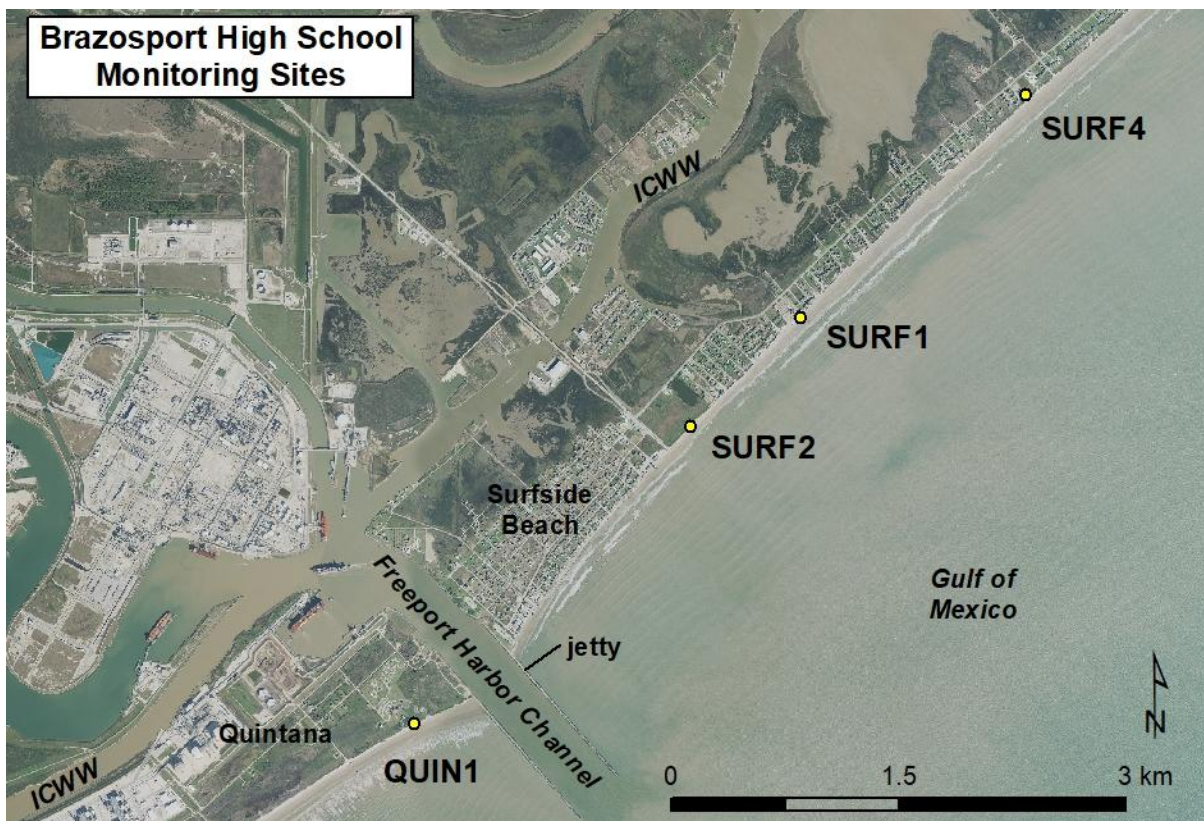 Brazosport High School
Monitoring Sites
SURF4
ICWW
SURF1
SURF2
Surfside
Beach
Gulf of
Mexico
Freeport Harbor Channel
jetty
Quintana
QUIN1
ICWW
N
0 1.5 3 km